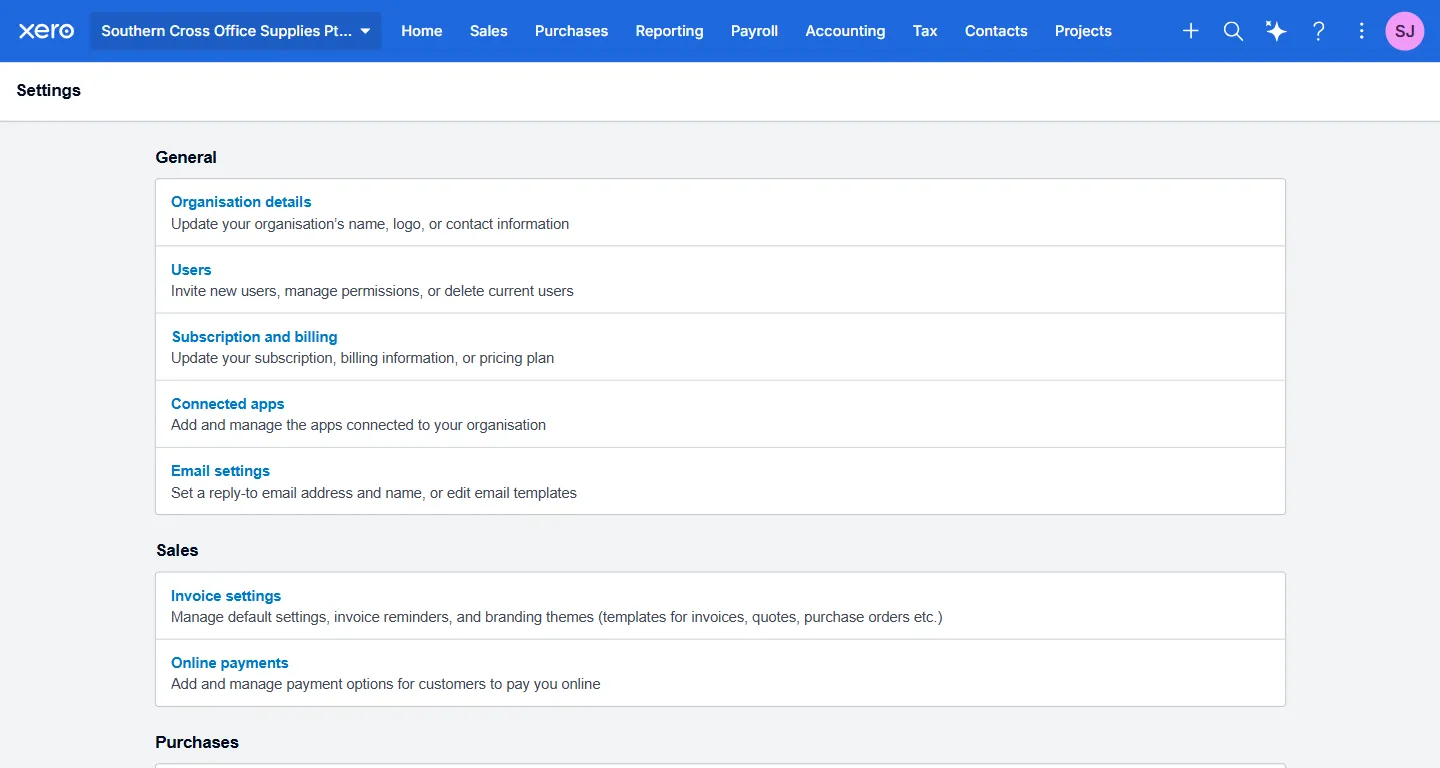 xero Southern Cross Office Supplies Pt... Home Sales Purchases Reporting Payroll Accounting Tax Contacts Projects SJ
Settings
General
Organisation details
Update your organisation's name, logo, or contact information
Users
Invite new users, manage permissions, or delete current users
Subscription and billing
Update your subscription, billing information, or pricing plan
Connected apps
Add and manage the apps connected to your organisation
Email settings
Set a reply-to email address and name, or edit email templates
Sales
Invoice settings
Manage default settings, invoice reminders, and branding themes (templates for invoices, quotes, purchase orders etc.)
Online payments
Add and manage payment options for customers to pay you online
Purchases